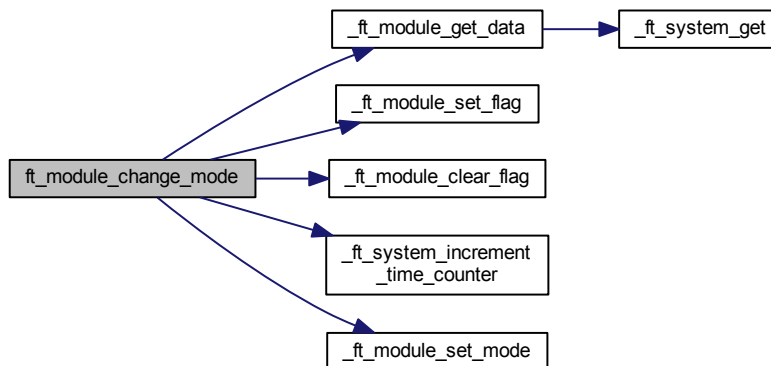 _ft_module_get_data
_ft_system_get
_ft_module_set_flag
ft_module_change_mode
_ft_module_clear_flag
_ft_system_increment
_time_counter
_ft_module_set_mode